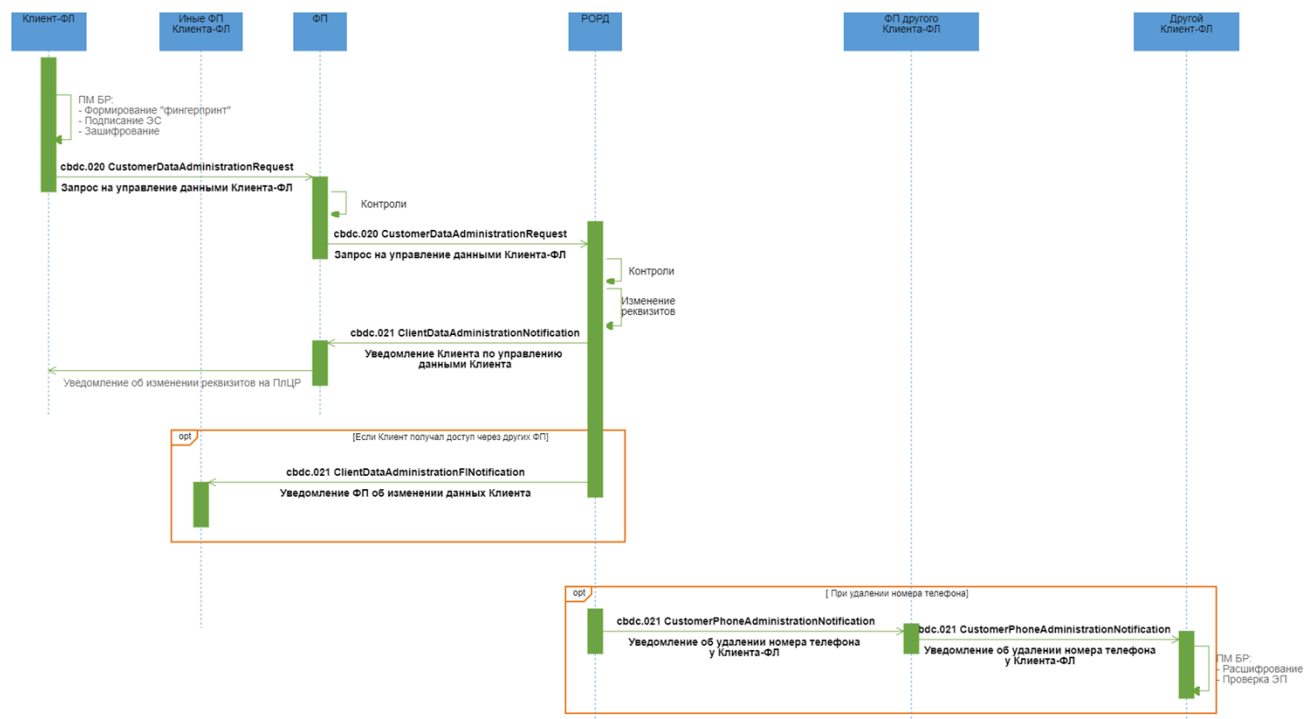 Клиент-ФЛ
Иные ФП
Клиента-ФЛ
ФП
РОРД
ФП другого
Клиента-ФЛ
Другой
Клиент-ФЛ
ПМ БР:
- Формирование "фингерпринт"
- Подписание ЭС
- Зашифрование
cbdc.020 CustomerDataAdministrationRequest
Запрос на управление данными Клиента-ФЛ
Контроли
cbdc.020 CustomerDataAdministrationRequest
Запрос на управление данными Клиента-ФЛ
Контроли
Изменение
реквизитов
cbdc.021 ClientDataAdministrationNotification
Уведомление Клиента по управлению
данными Клиента
Уведомление об изменении реквизитов на ПлЦР
opt
[Если Клиент получал доступ через других ФП]
cbdc.021 ClientDataAdministrationFINotification
Уведомление ФП об изменении данных Клиента
opt
[ При удалении номера телефона]
cbdc.021 CustomerPhoneAdministrationNotification
Уведомление об удалении номера телефона
у Клиента-ФЛ
bdc.021 CustomerPhoneAdministrationNotification
Уведомление об удалении номера телефона
у Клиента-ФЛ
ПМ БР:
- Расшифрование
- Проверка ЭП